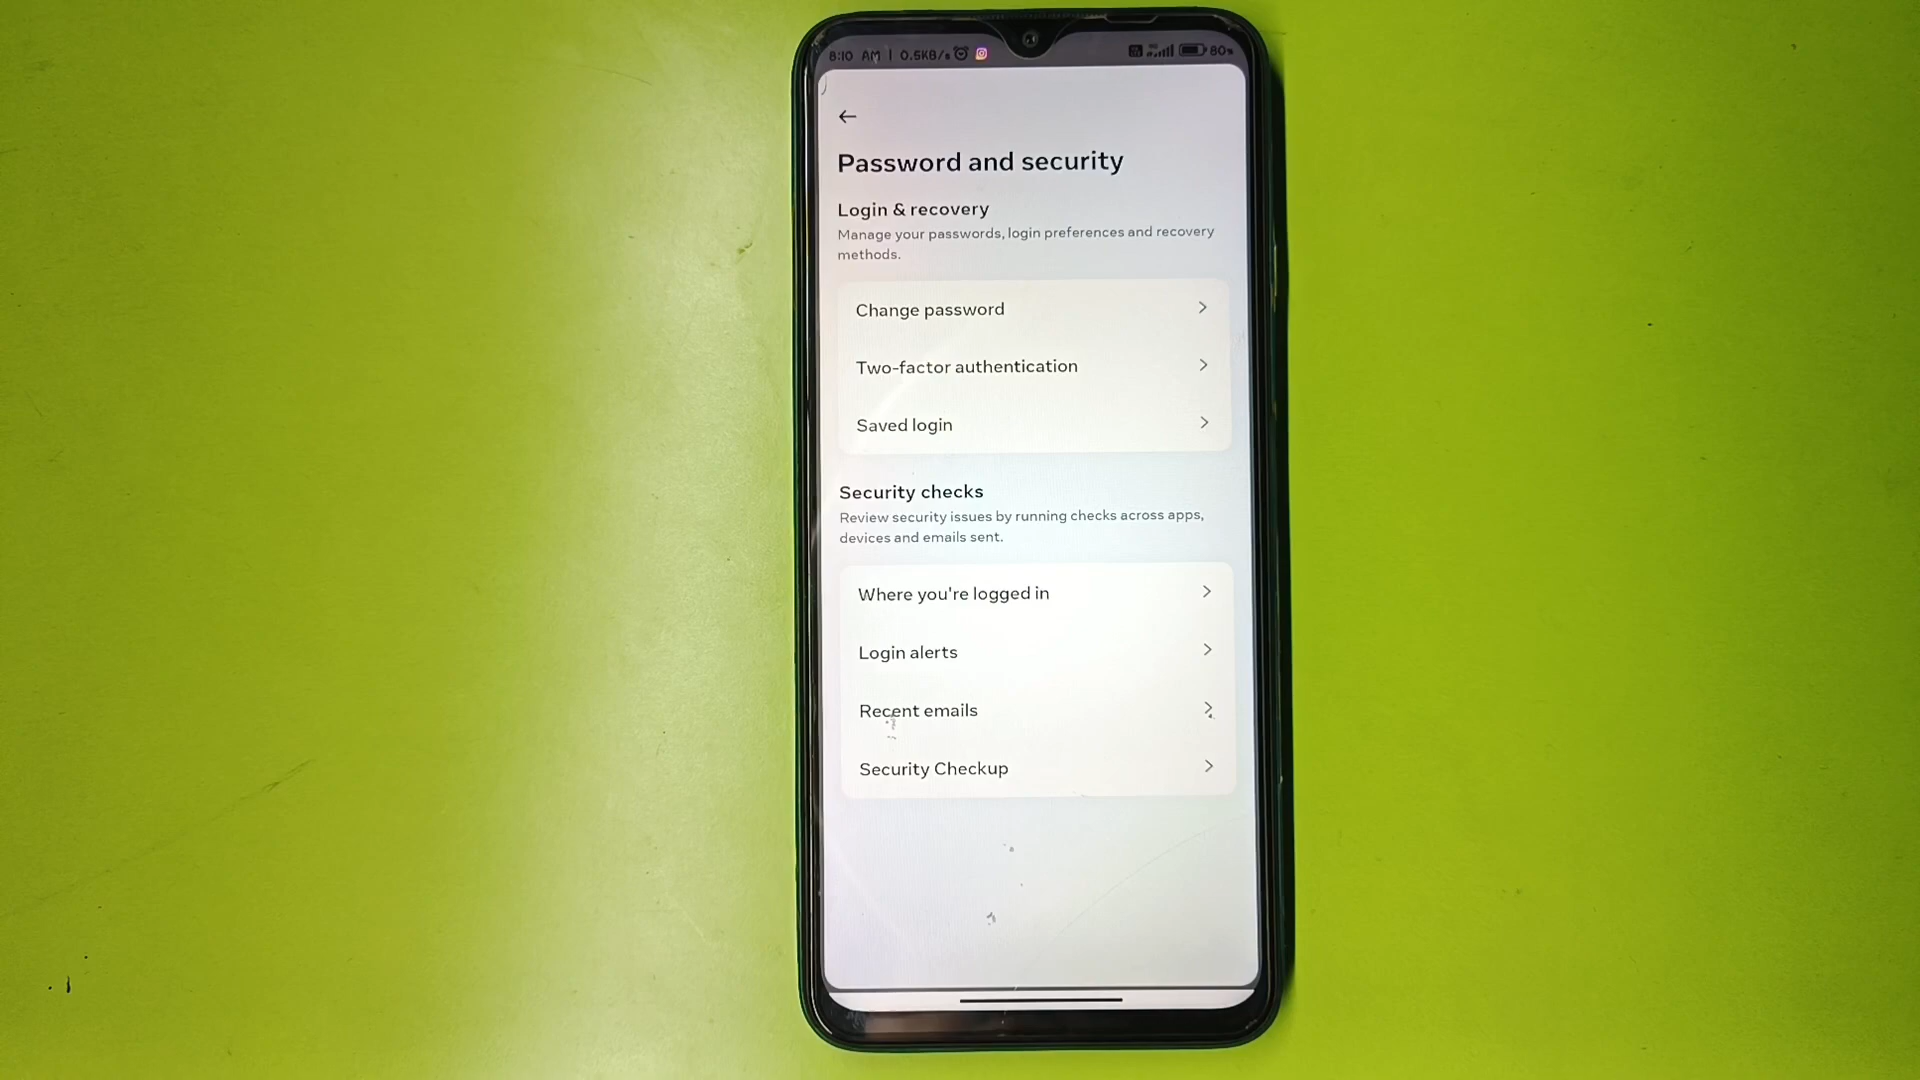 8:10 AM | 0.5KB/s 80%
Password and security
Login & recovery
Manage your passwords, login preferences and recovery
methods.
Change password
Two-factor authentication
Saved login
Security checks
Review security issues by running checks across apps,
devices and emails sent.
Where you're logged in
Login alerts
Recent emails
Security Checkup